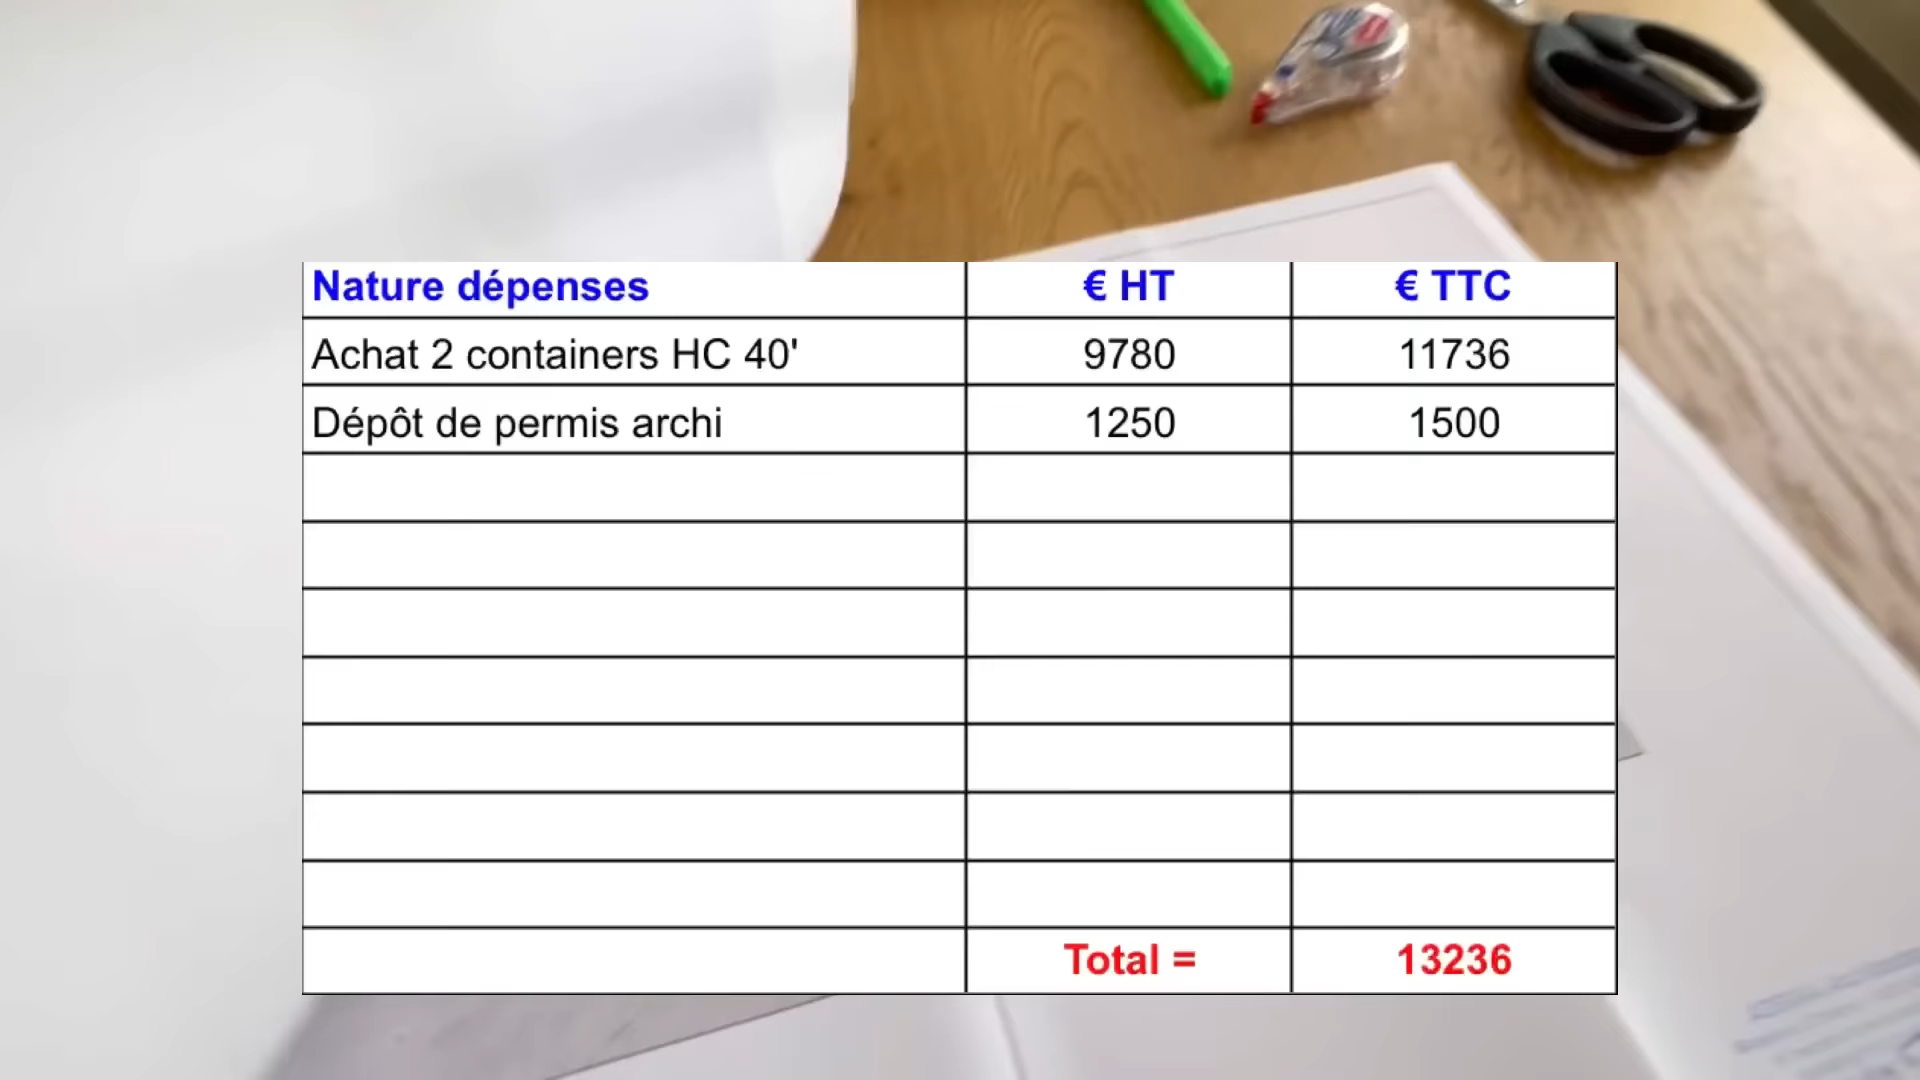 Nature dépenses € HT € TTC
Achat 2 containers HC 40' 9780 11736
Dépôt de permis archi 1250 1500
Total = 13236